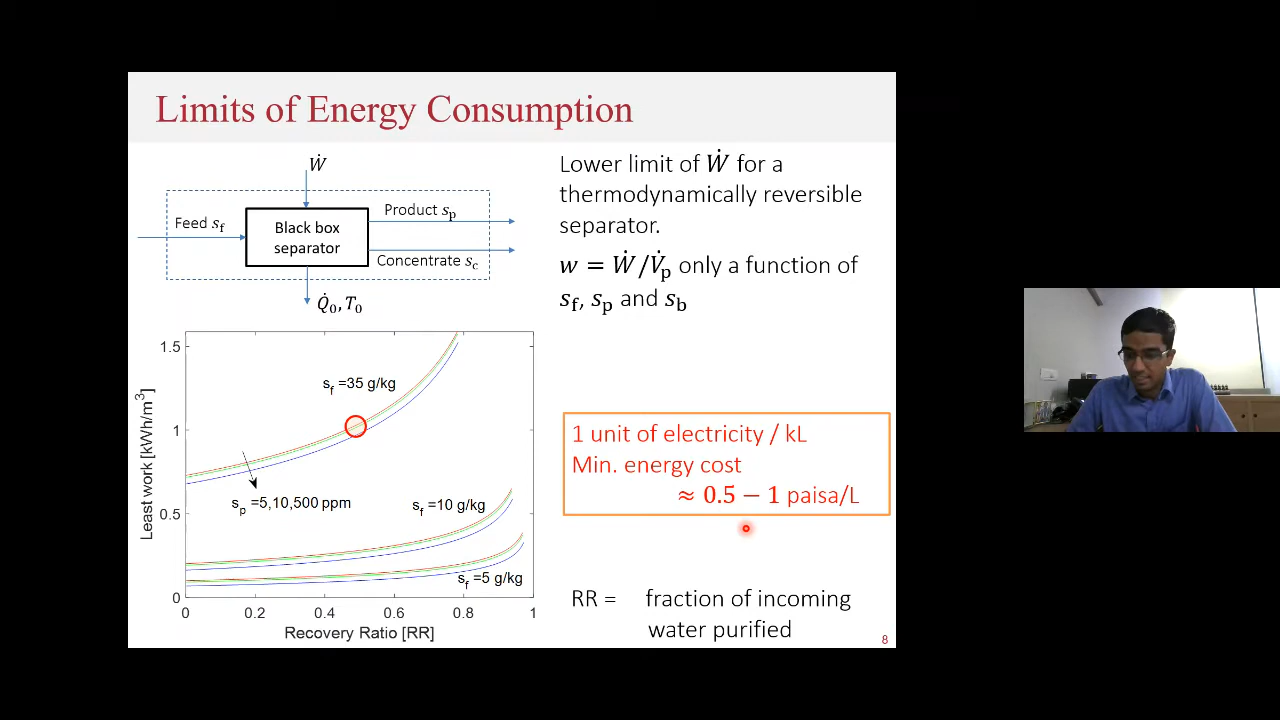 Limits of Energy Consumption
Ẇ
Feed s_f
Black box
separator
Product s_p
Concentrate s_c
Q̇₀, T₀
Lower limit of Ẇ for a
thermodynamically reversible
separator.
w = Ẇ/V̇_p only a function of
s_f, s_p and s_b
Least work [kWh/m³]
1.5
1
0.5
0
s_f =35 g/kg
s_p =5,10,500 ppm
s_f =10 g/kg
s_f =5 g/kg
0 0.2 0.4 0.6 0.8 1
Recovery Ratio [RR]
1 unit of electricity / kL
Min. energy cost
≈ 0.5 − 1 paisa/L
RR = fraction of incoming
water purified
8